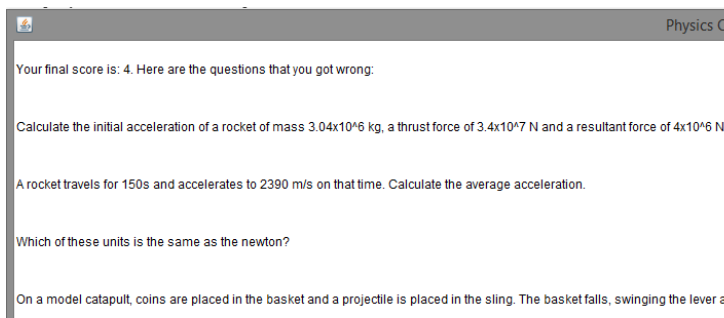 Physics
Your final score is: 4. Here are the questions that you got wrong:
Calculate the initial acceleration of a rocket of mass 3.04x10^6 kg, a thrust force of 3.4x10^7 N and a resultant force of 4x10^6 N
A rocket travels for 150s and accelerates to 2390 m/s on that time. Calculate the average acceleration.
Which of these units is the same as the newton?
On a model catapult, coins are placed in the basket and a projectile is placed in the sling. The basket falls, swinging the lever